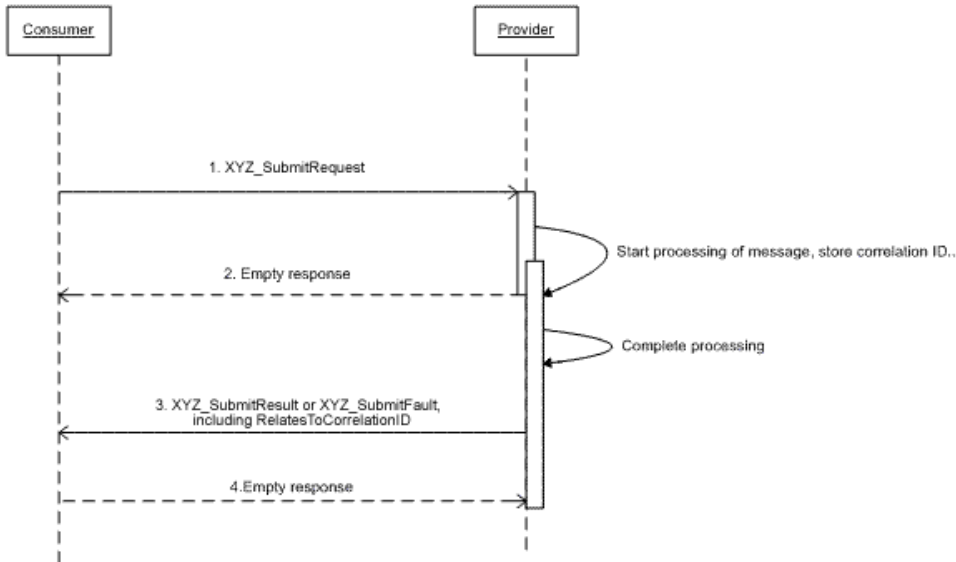 Consumer
Provider
1. XYZ_SubmitRequest
Start processing of message, store correlation ID..
2. Empty response
Complete processing
3. XYZ_SubmitResult or XYZ_SubmitFault,
including RelatesToCorrelationID
4.Empty response